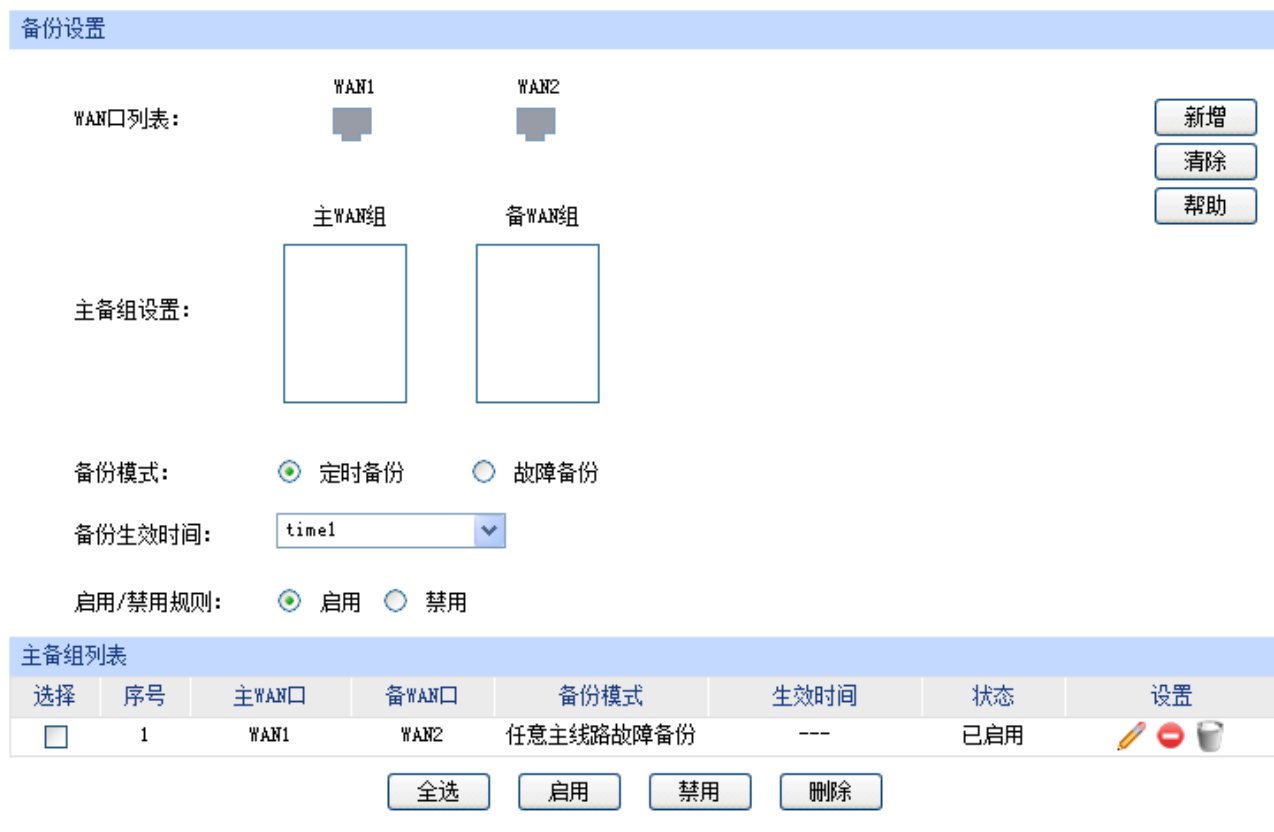 备份设置
WAN1 WAN2
WAN口列表:
新增
清除
帮助
主WAN组 备WAN组
主备组设置:
备份模式: 定时备份 故障备份
备份生效时间: time1
启用/禁用规则: 启用 禁用
主备组列表
选择 序号 主WAN口 备WAN口 备份模式 生效时间 状态 设置
1 WAN1 WAN2 任意主线路故障备份 --- 已启用
全选 启用 禁用 删除